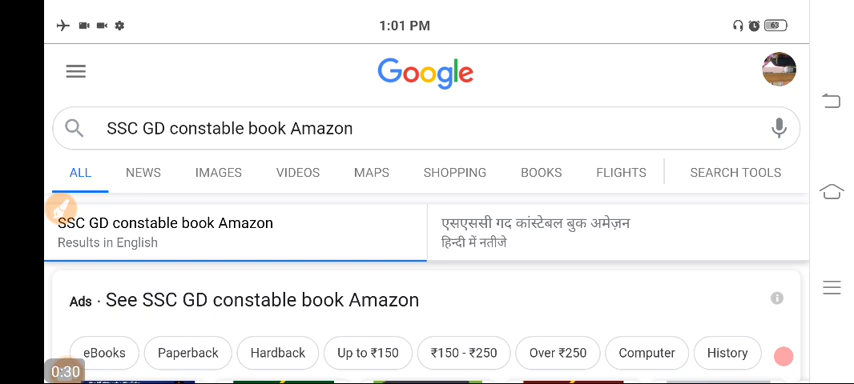 1:01 PM
63
Google
SSC GD constable book Amazon
ALL NEWS IMAGES VIDEOS MAPS SHOPPING BOOKS FLIGHTS SEARCH TOOLS
SSC GD constable book Amazon
Results in English
एसएससी गद कांस्टेबल बुक अमेज़न
हिन्दी में नतीजे
Ads · See SSC GD constable book Amazon
eBooks Paperback Hardback Up to ₹150 ₹150 - ₹250 Over ₹250 Computer History
0:30